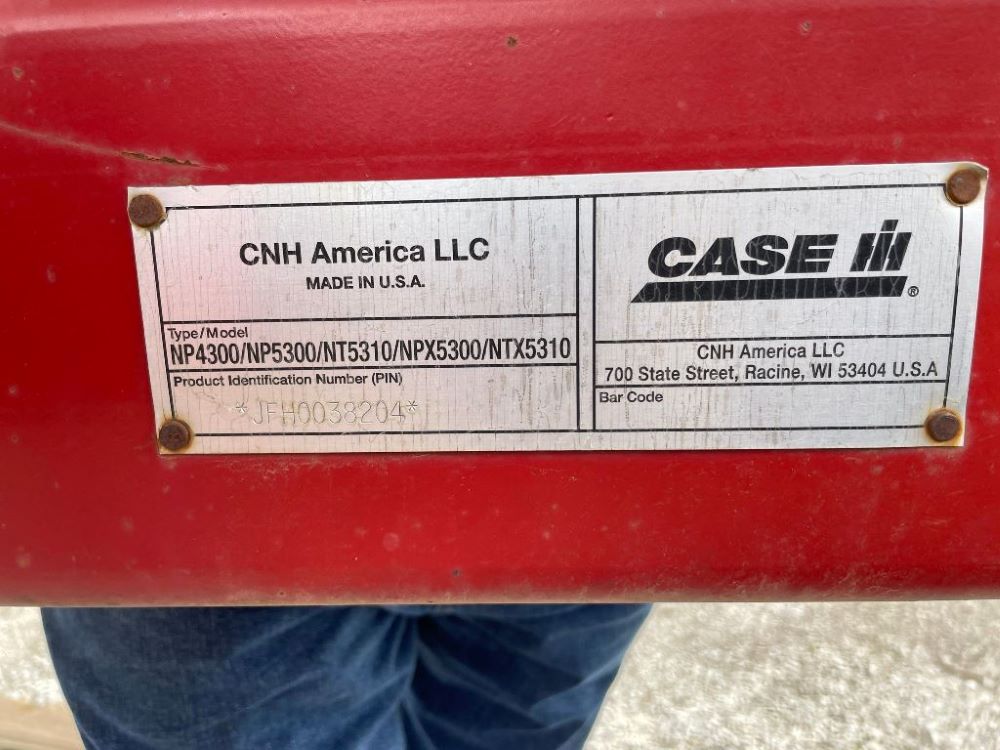 CNH America LLC
MADE IN U.S.A.
Type/Model
NP4300/NP5300/NT5310/NPX5300/NTX5310
Product Identification Number (PIN)
*JFH0038204*
CASE IH
®
CNH America LLC
700 State Street, Racine, WI 53404 U.S.A
Bar Code